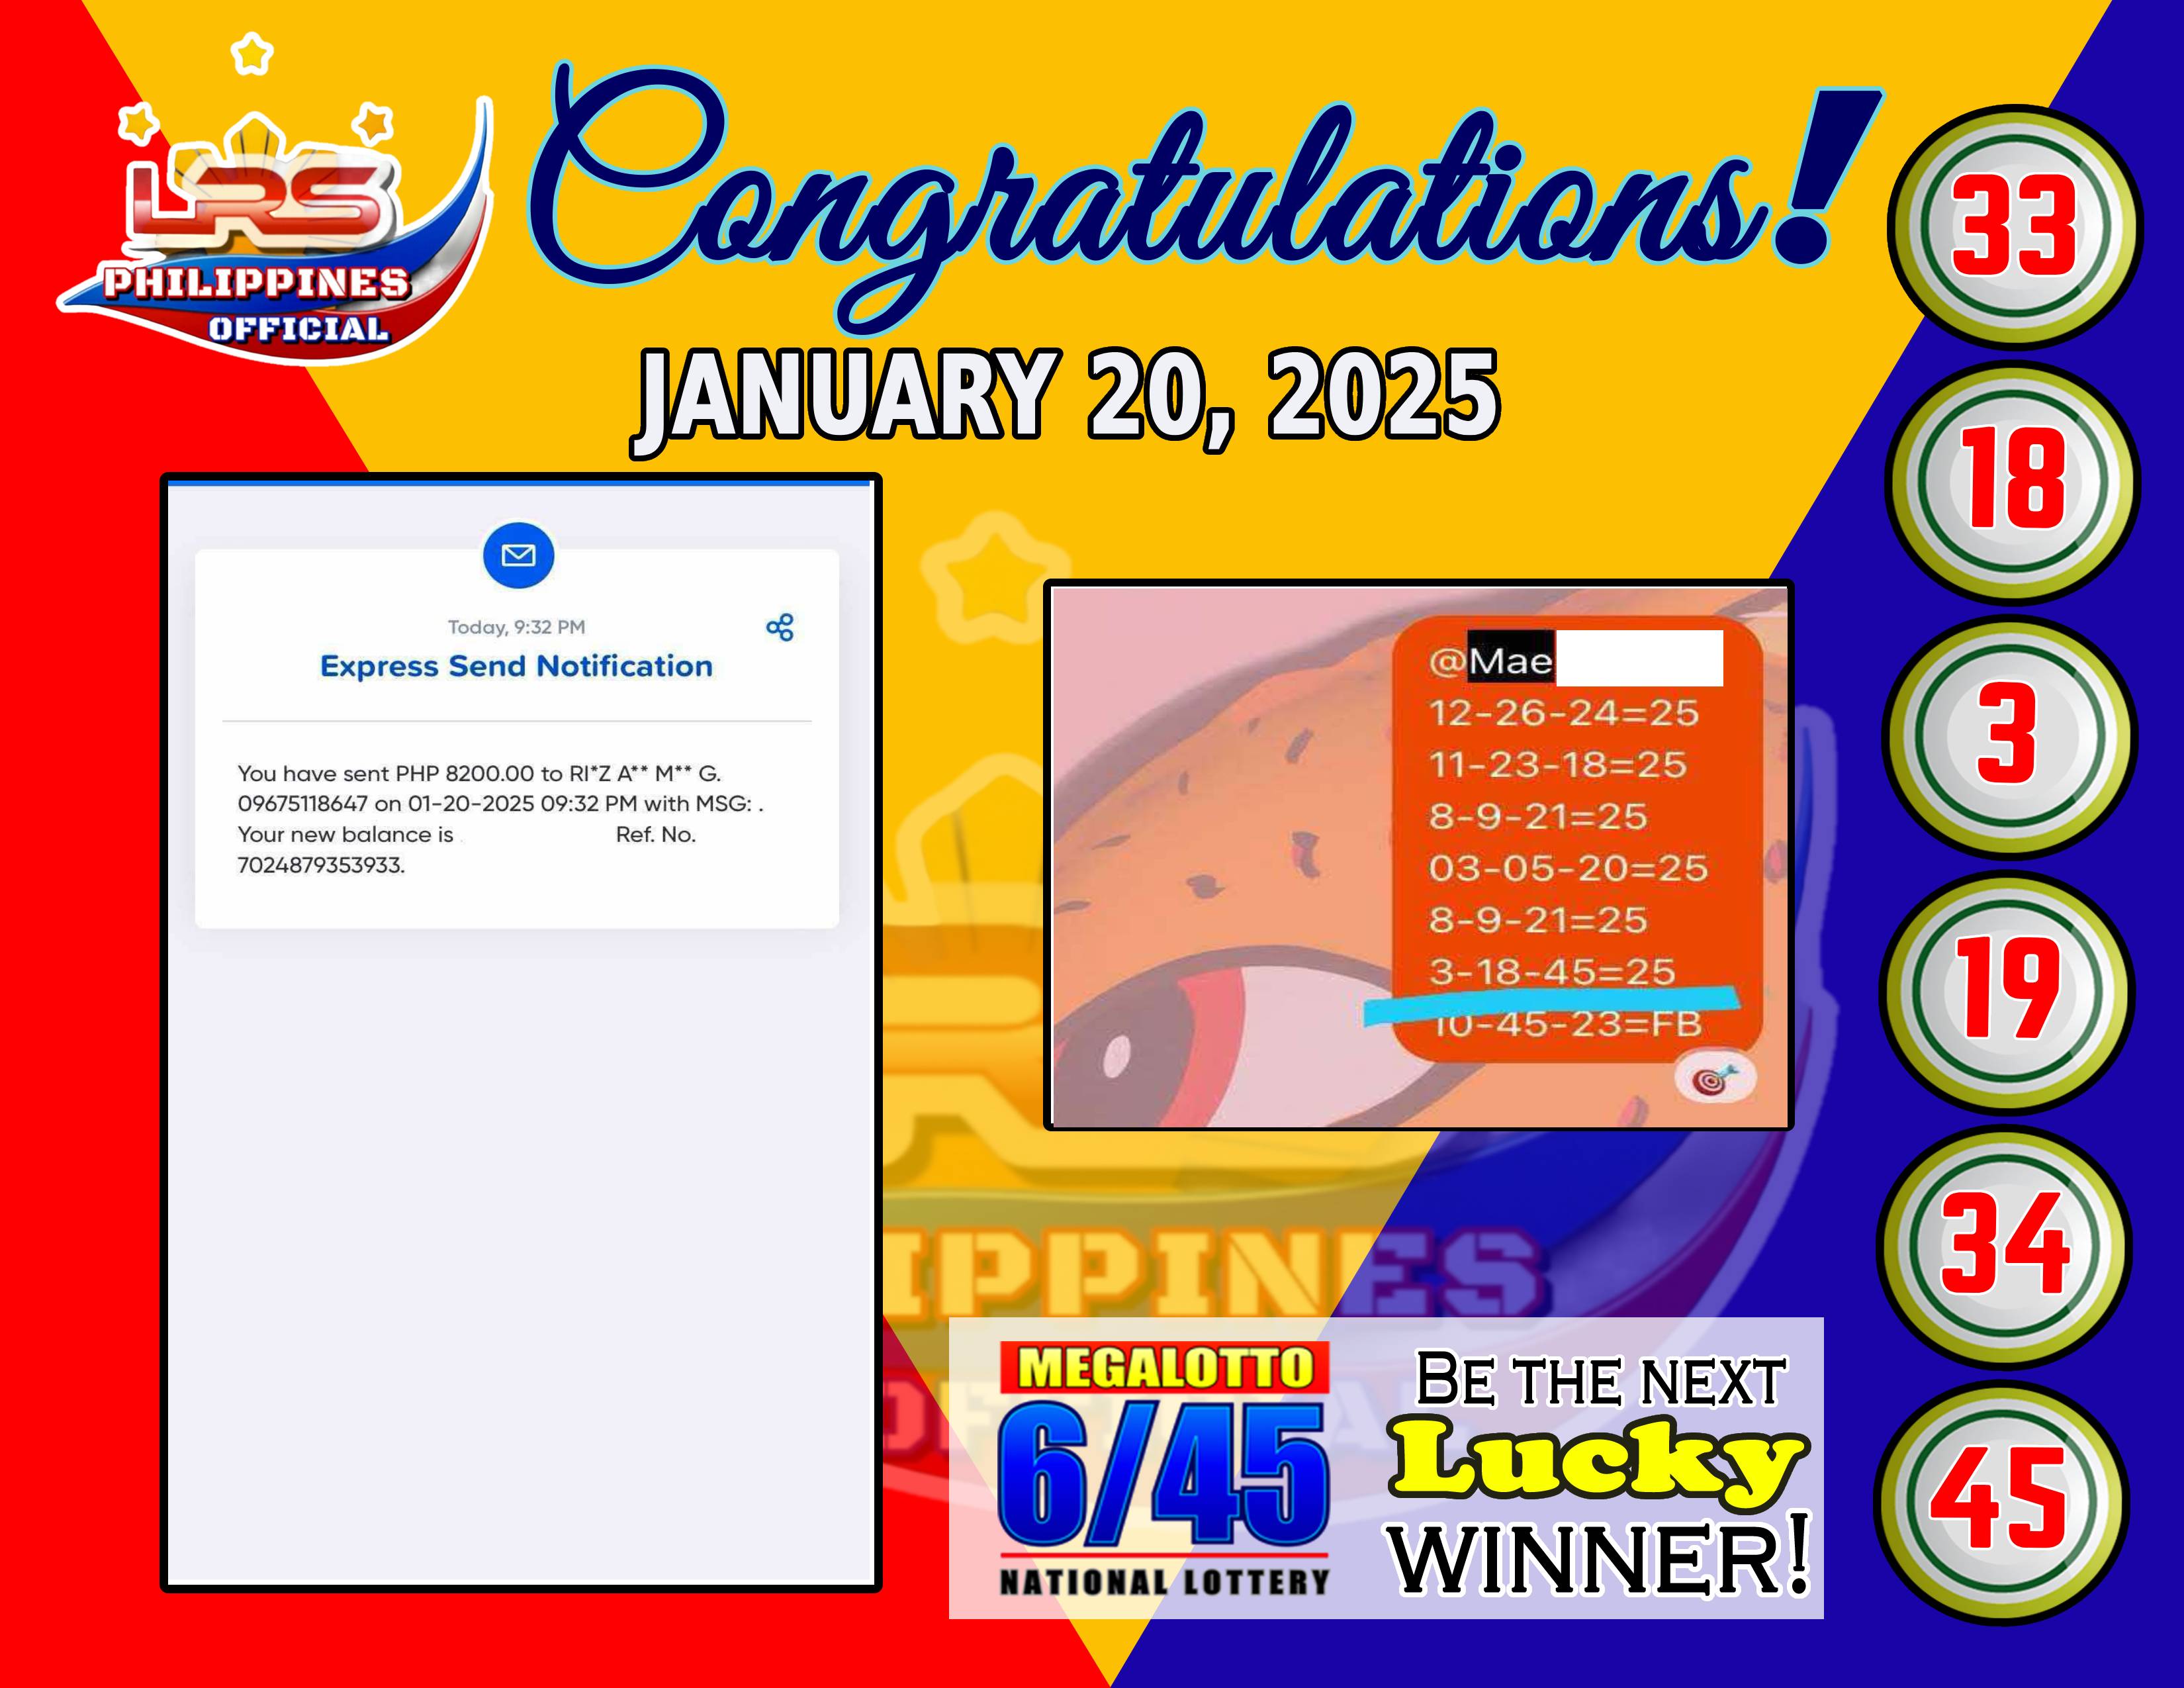 LRS
PHILIPPINES
OFFICIAL
Congratulations!
JANUARY 20, 2025
Today, 9:32 PM
Express Send Notification
You have sent PHP 8200.00 to RI*Z A** M** G.
09675118647 on 01-20-2025 09:32 PM with MSG: .
Your new balance is Ref. No.
7024879353933.
@Mae
12-26-24=25
11-23-18=25
8-9-21=25
03-05-20=25
8-9-21=25
3-18-45=25
10-45-23=FB
33
18
3
19
34
45
IPPINES
MEGALOTTO
6/45
NATIONAL LOTTERY
BE THE NEXT
Lucky
WINNER!